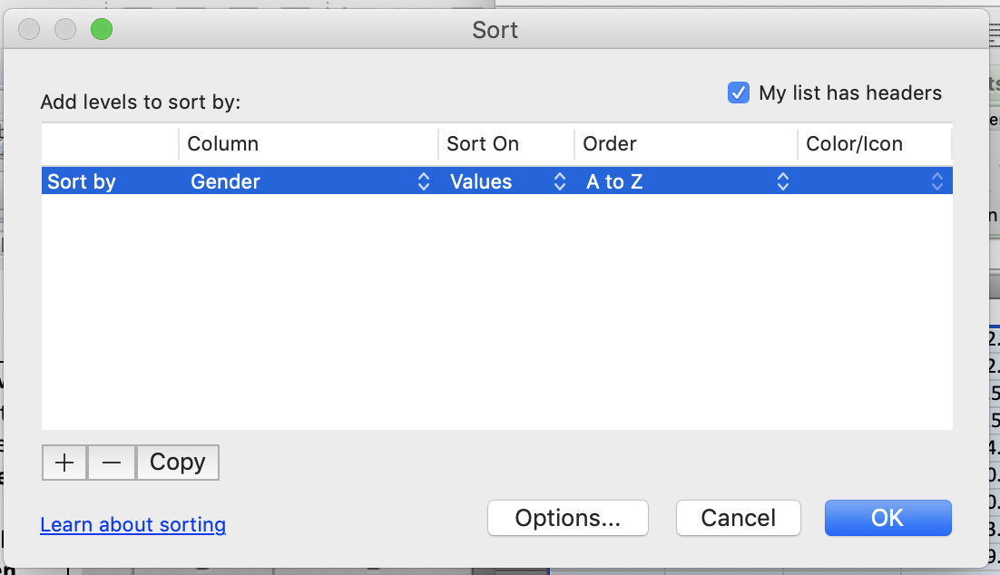 Sort
Add levels to sort by:
My list has headers
Column Sort On Order Color/Icon
Sort by Gender Values A to Z
+ − Copy
Learn about sorting
Options... Cancel OK